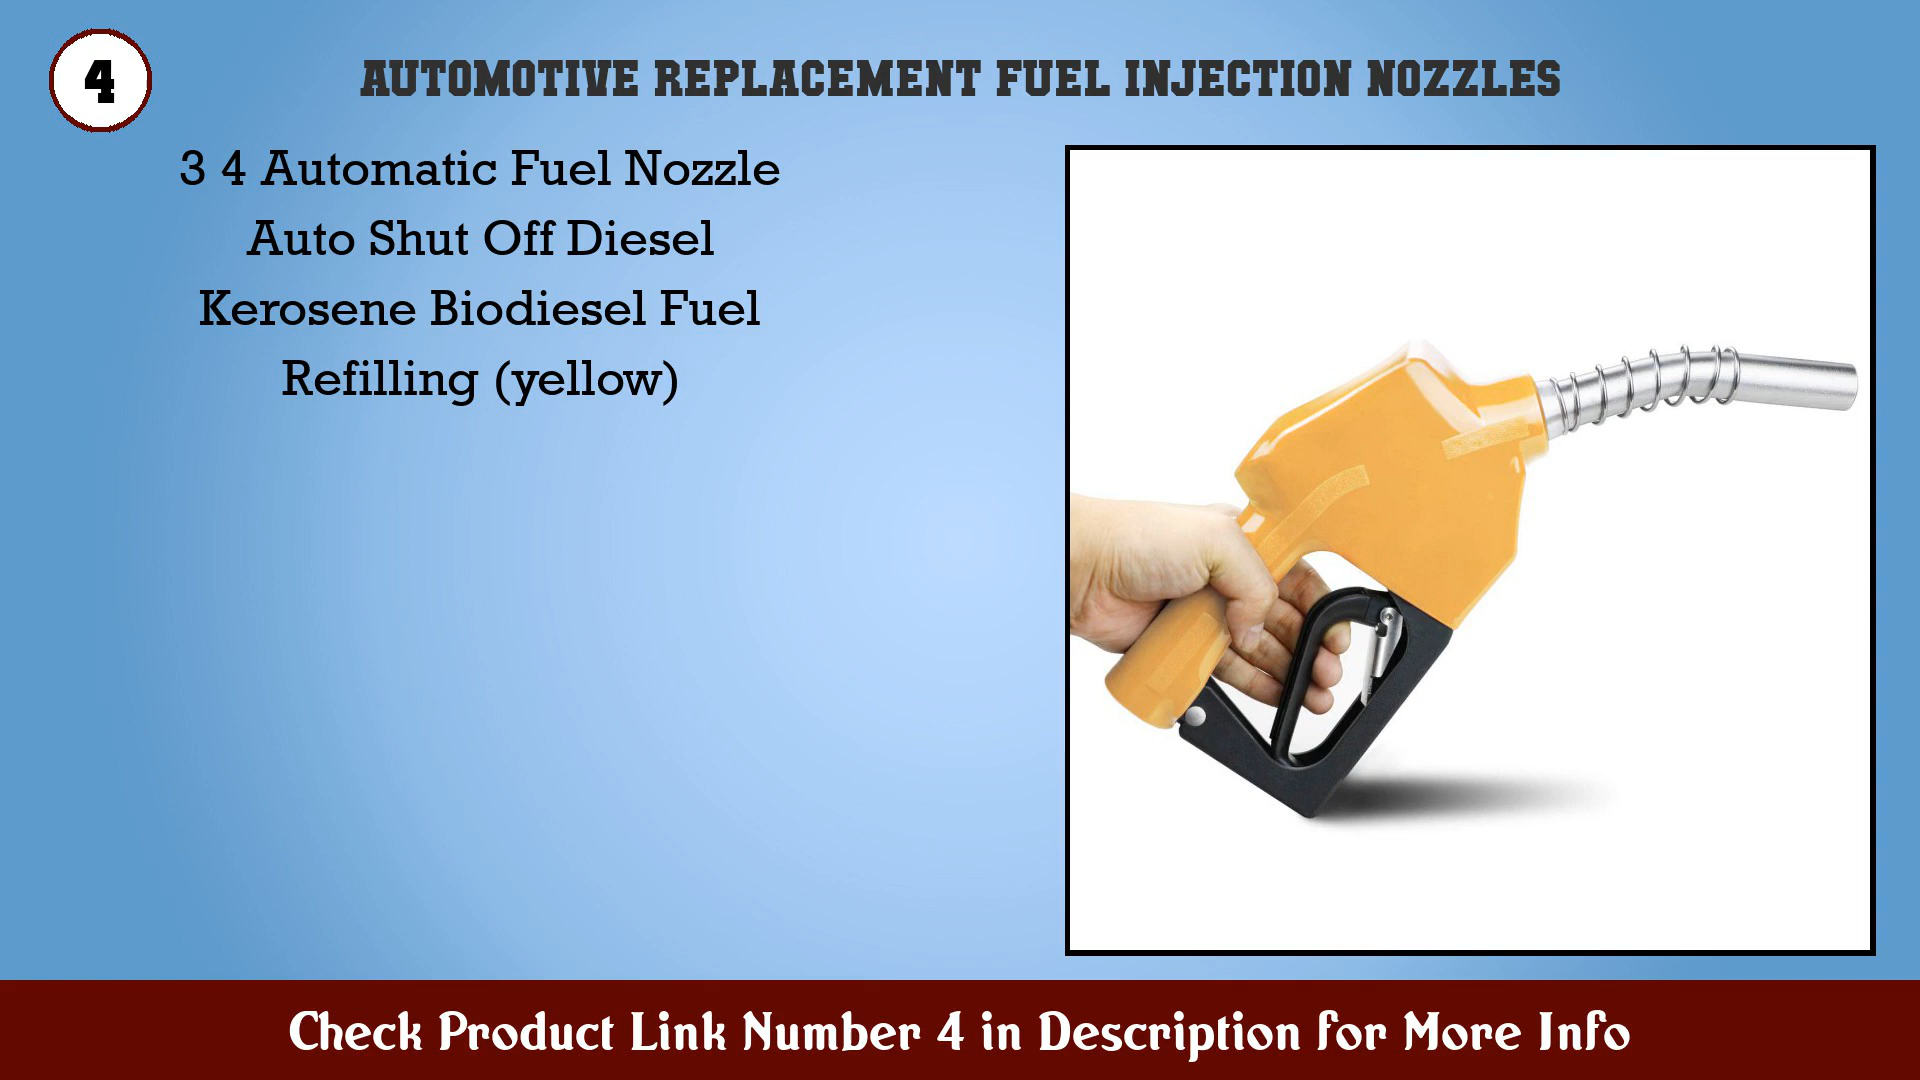 4
AUTOMOTIVE REPLACEMENT FUEL INJECTION NOZZLES
3 4 Automatic Fuel Nozzle
Auto Shut Off Diesel
Kerosene Biodiesel Fuel
Refilling (yellow)
Check Product Link Number 4 in Description for More Info